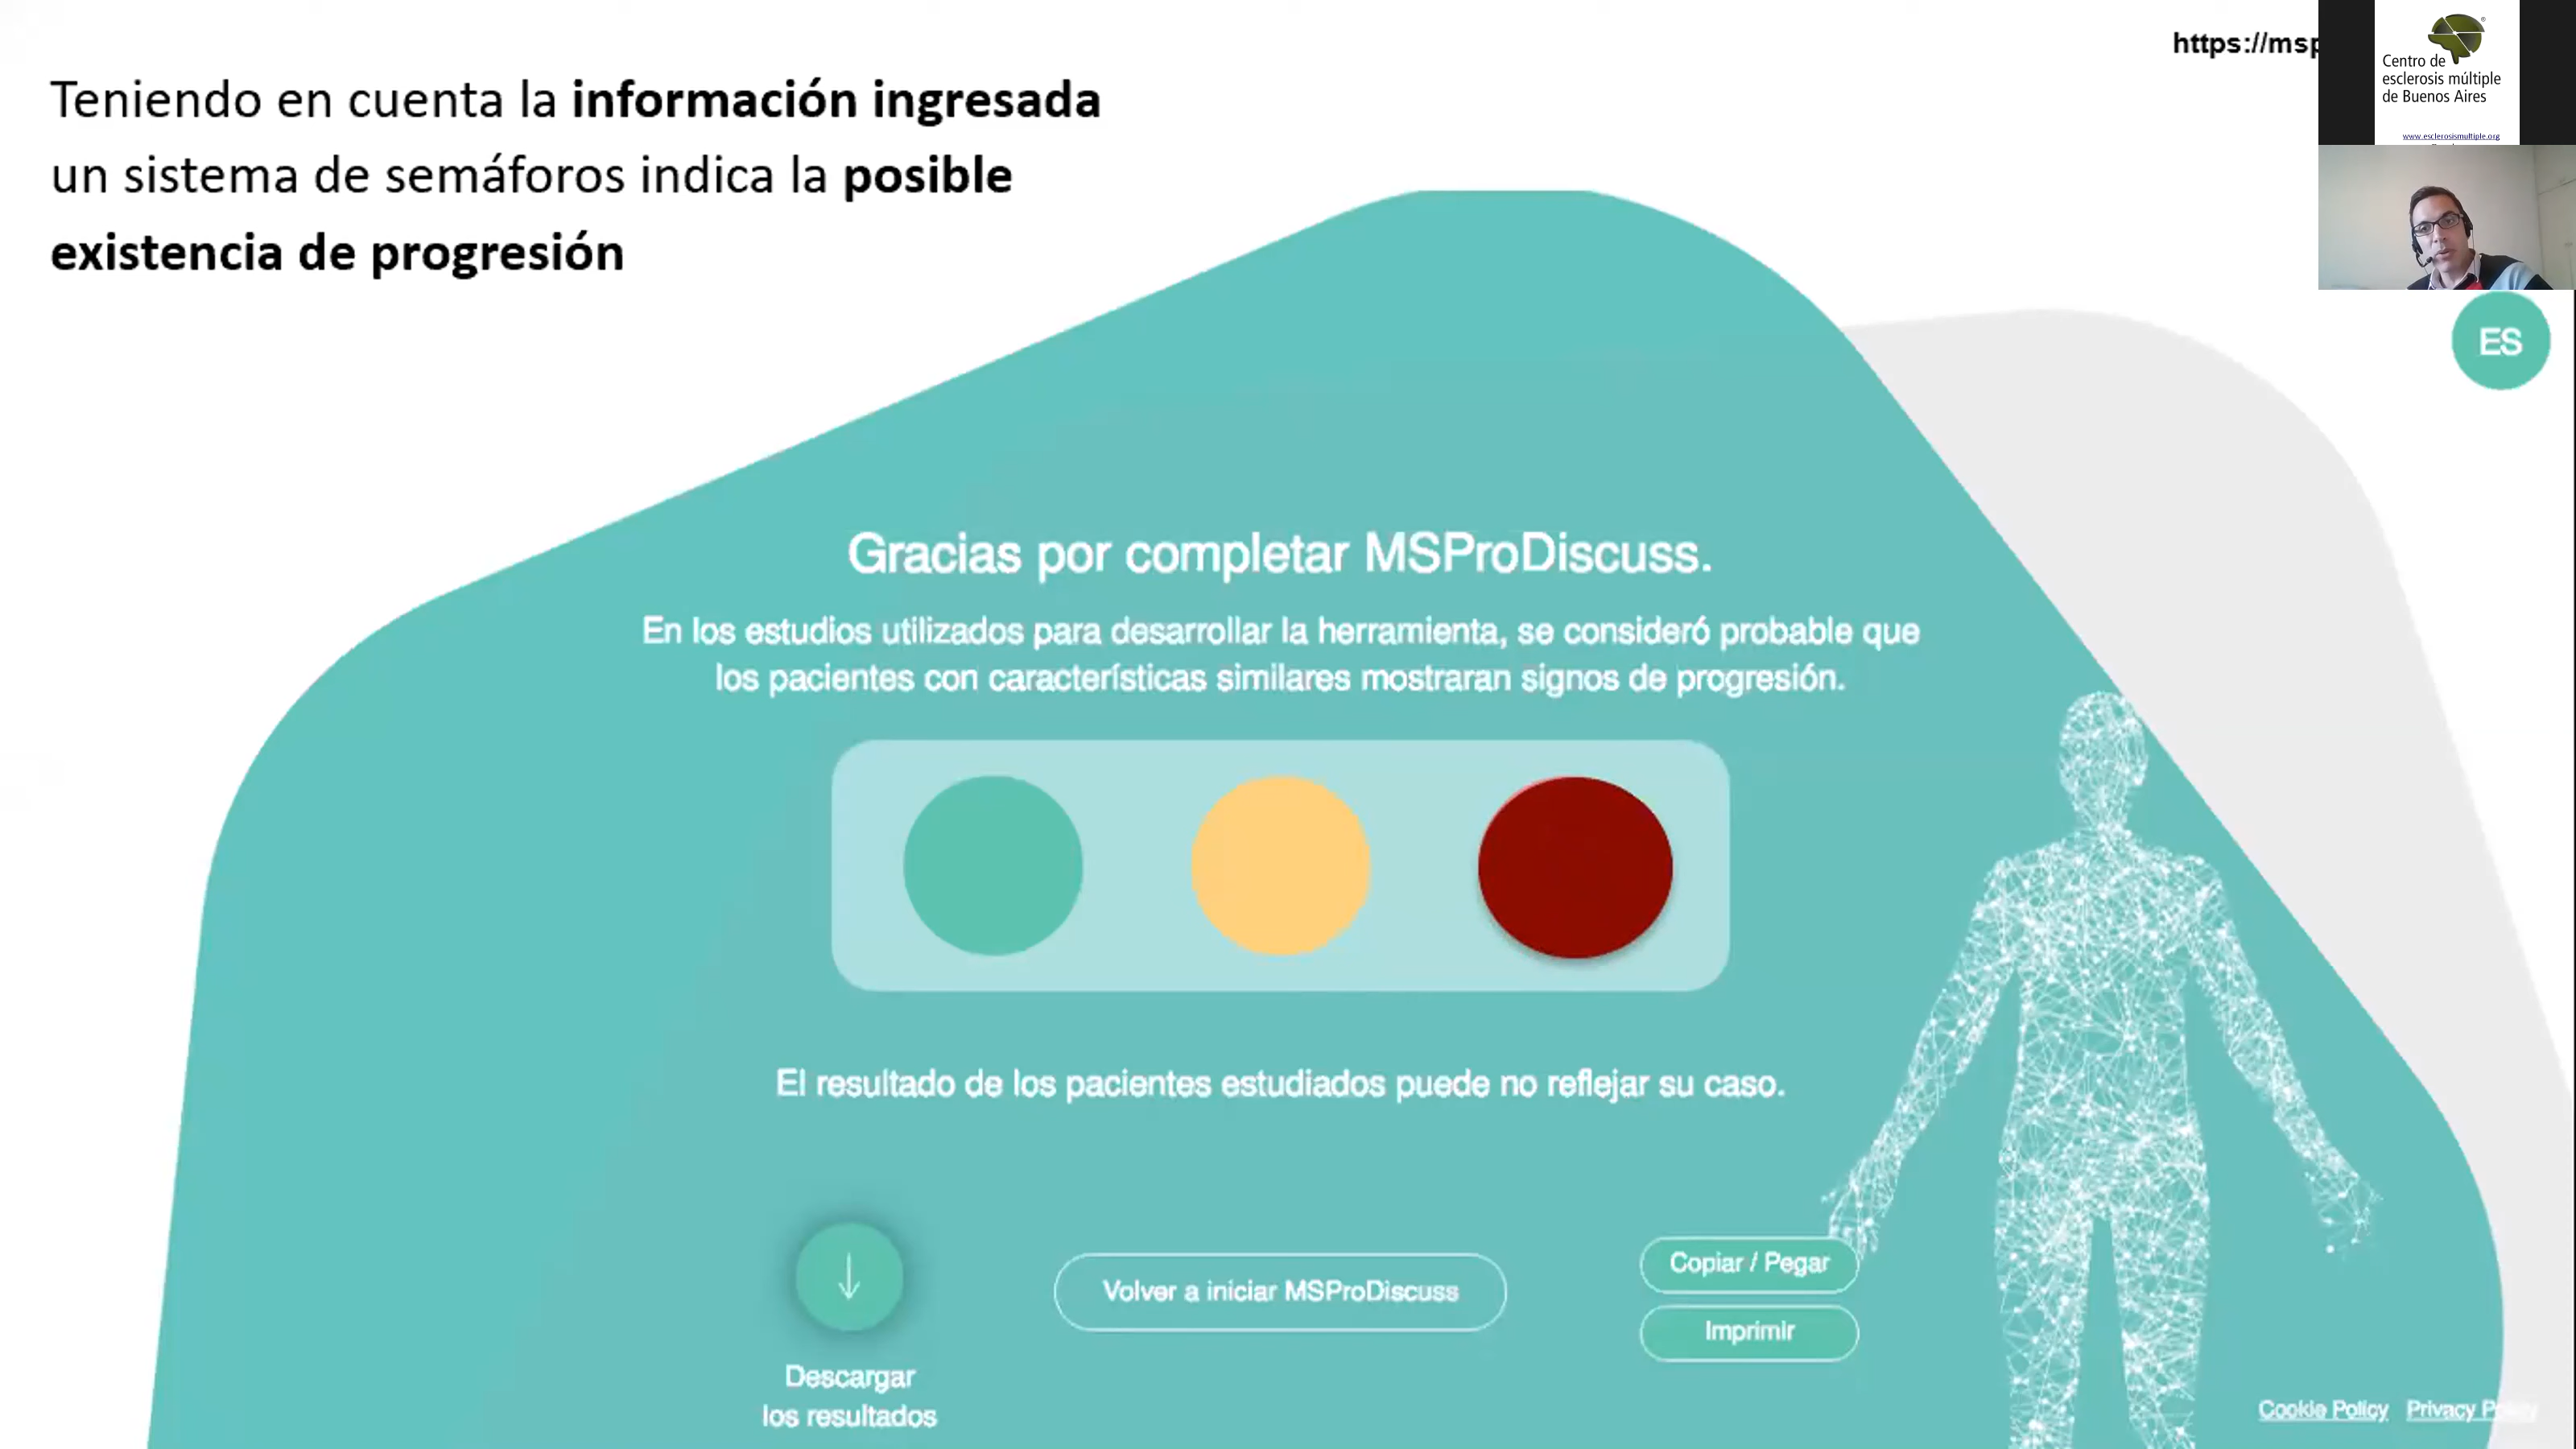 https://msp
Centro de
esclerosis múltiple
de Buenos Aires
www.esclerosismultiple.org
Teniendo en cuenta la información ingresada
un sistema de semáforos indica la posible
existencia de progresión
ES
Gracias por completar MSProDiscuss.
En los estudios utilizados para desarrollar la herramienta, se consideró probable que
los pacientes con características similares mostraran signos de progresión.
El resultado de los pacientes estudiados puede no reflejar su caso.
Descargar
los resultados
Volver a iniciar MSProDiscuss
Copiar / Pegar
Imprimir
Cookie Policy Privacy Policy